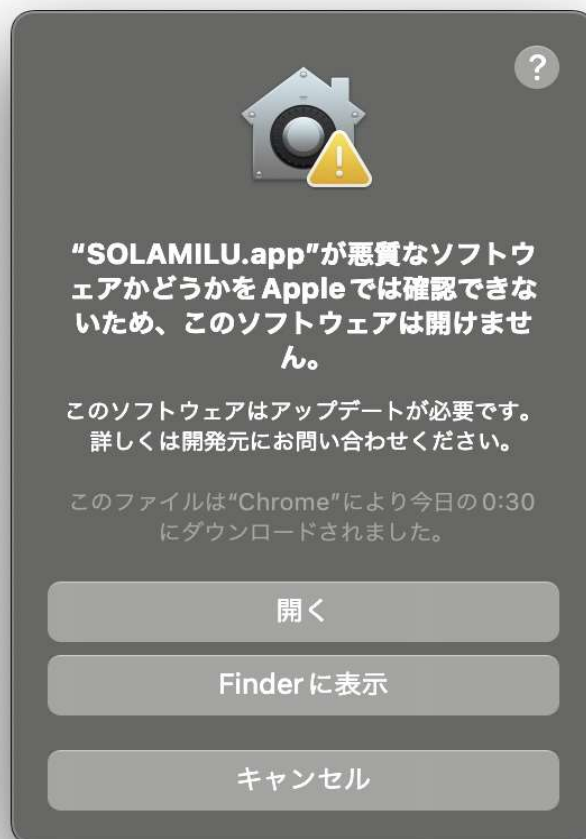 ?
“SOLAMILU.app”が悪質なソフトウ
ェアかどうかをAppleでは確認できな
いため、このソフトウェアは開けませ
ん。
このソフトウェアはアップデートが必要です。
詳しくは開発元にお問い合わせください。
このファイルは“Chrome”により今日の0:30
にダウンロードされました。
開く
Finderに表示
キャンセル